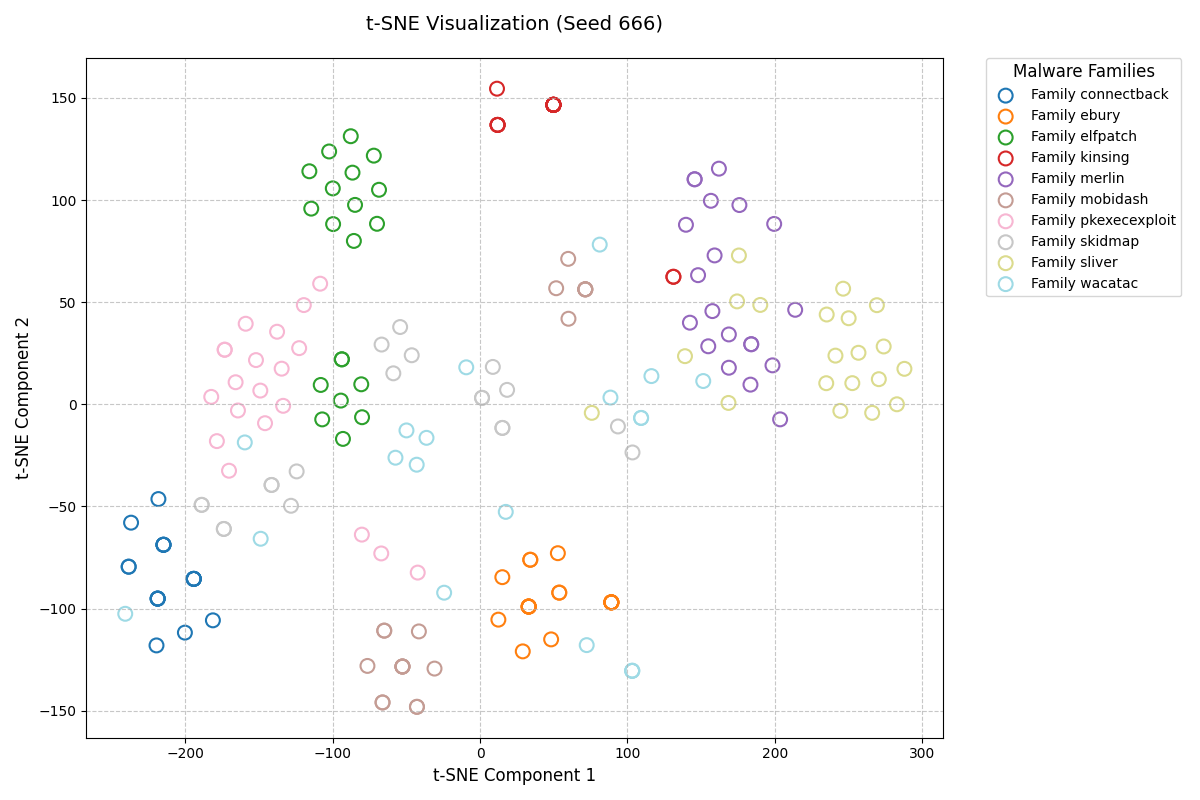 t-SNE Visualization (Seed 666)
Malware Families
Family connectback
Family ebury
Family elfpatch
Family kinsing
Family merlin
Family mobidash
Family pkexecexploit
Family skidmap
Family sliver
Family wacatac
t-SNE Component 2
150
100
50
0
−50
−100
−150
−200
−100
0
100
200
300
t-SNE Component 1